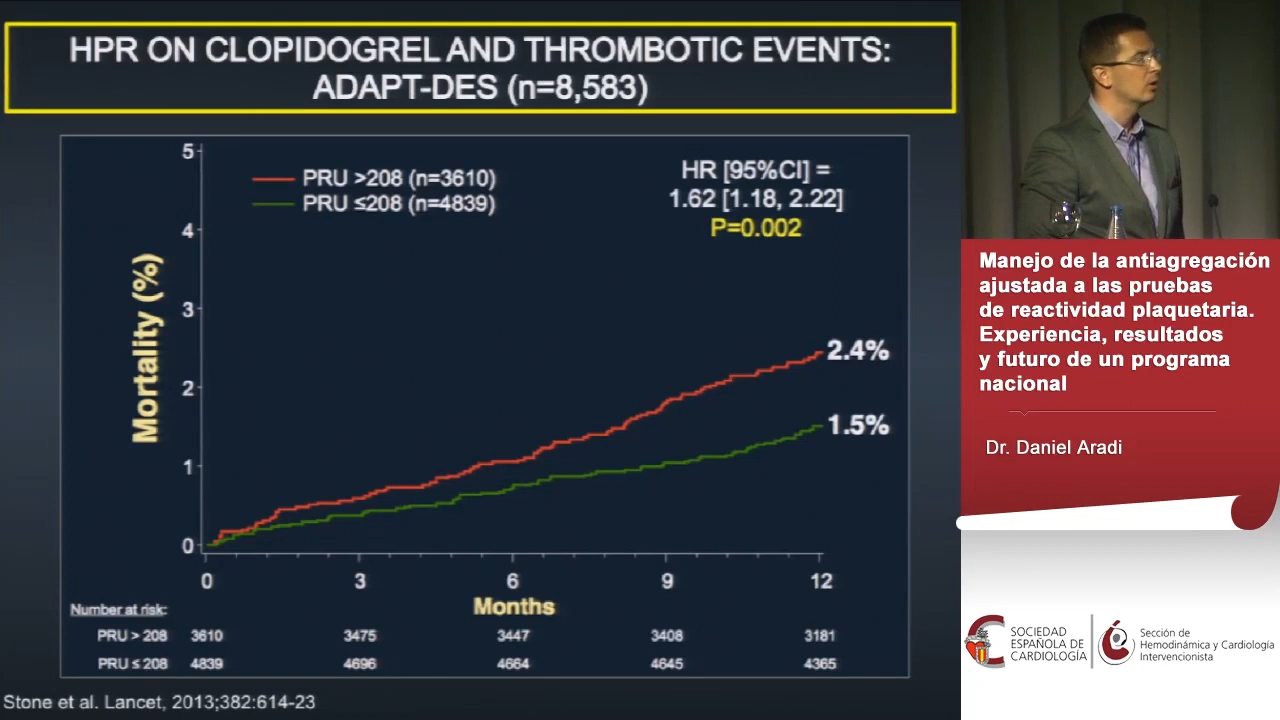 HPR ON CLOPIDOGREL AND THROMBOTIC EVENTS:
ADAPT-DES (n=8,583)
5
4
3
2
1
0
Mortality (%)
PRU >208 (n=3610)
PRU ≤208 (n=4839)
HR [95%CI] =
1.62 [1.18, 2.22]
P=0.002
2.4%
1.5%
0 3 6 9 12
Months
Number at risk:
PRU > 208 3610 3475 3447 3408 3181
PRU ≤ 208 4839 4696 4664 4645 4365
Stone et al. Lancet, 2013;382:614-23
Manejo de la antiagregación
ajustada a las pruebas
de reactividad plaquetaria.
Experiencia, resultados
y futuro de un programa
nacional
Dr. Daniel Aradi
SOCIEDAD
ESPAÑOLA DE
CARDIOLOGÍA
Sección de
Hemodinámica y Cardiología
Intervencionista